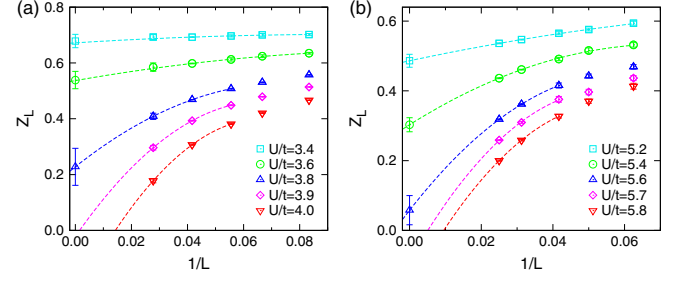 (a)
Z_L
0.8
0.6
0.4
0.2
0.0
U/t=3.4
U/t=3.6
U/t=3.8
U/t=3.9
U/t=4.0
0.00 0.02 0.04 0.06 0.08
1/L
(b)
Z_L
0.6
0.4
0.2
0.0
U/t=5.2
U/t=5.4
U/t=5.6
U/t=5.7
U/t=5.8
0.00 0.02 0.04 0.06
1/L